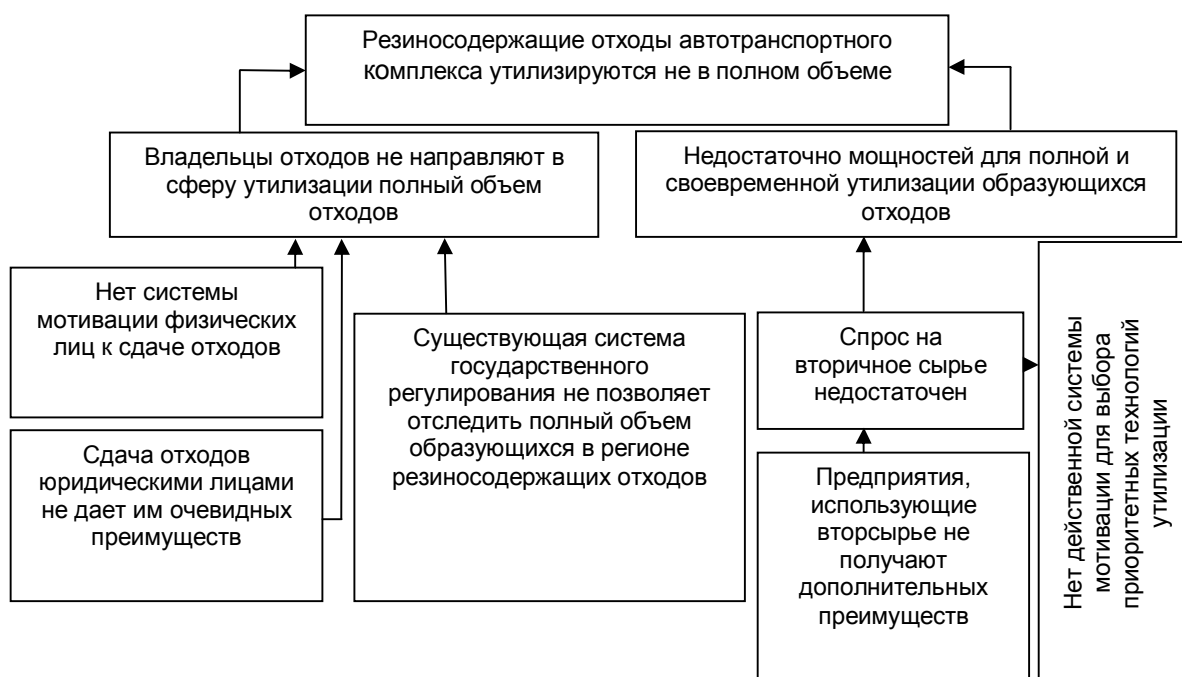 Резиносодержащие отходы автотранспортного
комплекса утилизируются не в полном объеме
Владельцы отходов не направляют в
сферу утилизации полный объем
отходов
Недостаточно мощностей для полной и
своевременной утилизации образующихся
отходов
Нет системы
мотивации физических
лиц к сдаче отходов
Существующая система
государственного
регулирования не позволяет
отследить полный объем
образующихся в регионе
резиносодержащих отходов
Спрос на
вторичное сырье
недостаточен
Нет действенной системы
мотивации для выбора
приоритетных технологий
утилизации
Сдача отходов
юридическими лицами
не дает им очевидных
преимуществ
Предприятия,
использующие
вторсырье не
получают
дополнительных
преимуществ